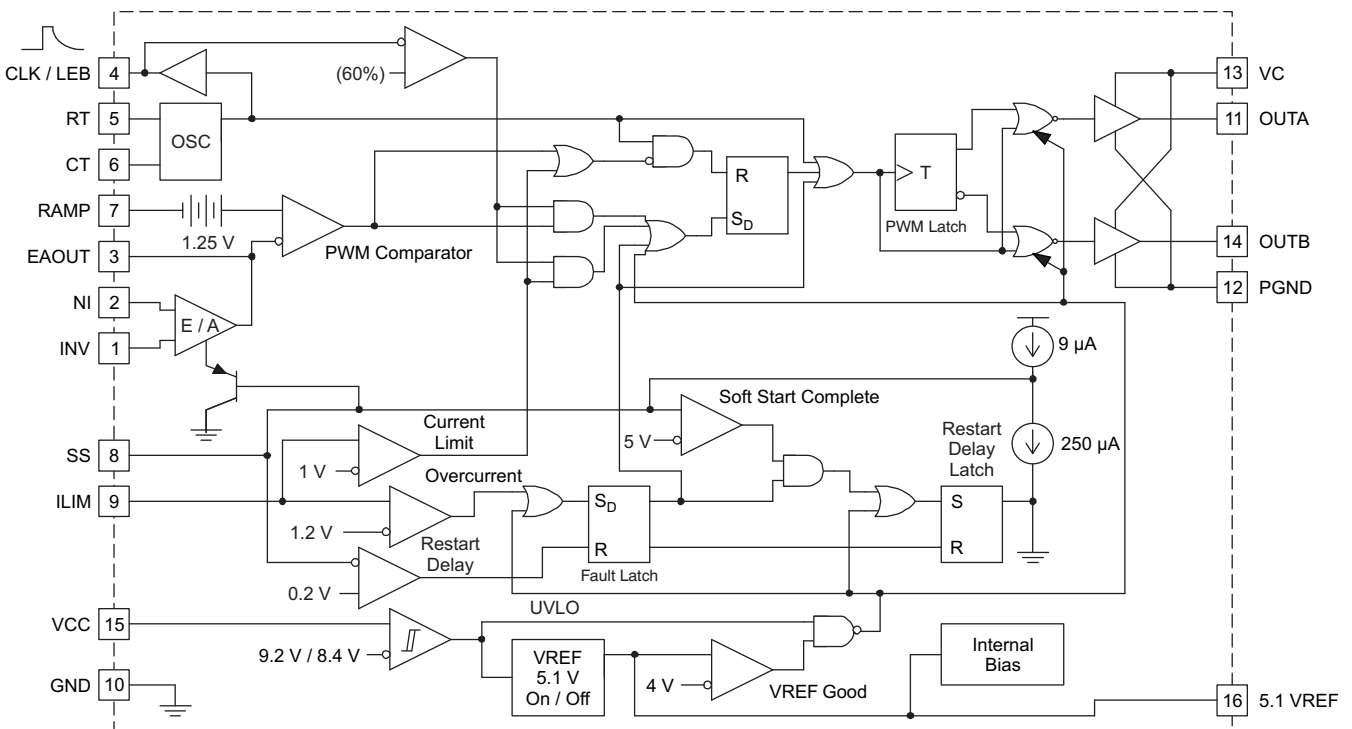 CLK / LEB 4
(60%)
13 VC
RT 5
OSC
11 OUTA
CT 6
R
S_D
T
PWM Latch
RAMP 7
1.25 V
PWM Comparator
EAOUT 3
14 OUTB
NI 2
12 PGND
E / A
INV 1
9 µA
Soft Start Complete
Current
Limit
5 V
Restart
Delay
Latch
250 µA
SS 8
1 V
Overcurrent
ILIM 9
S_D
S
1.2 V
Restart
Delay
R
R
Fault Latch
0.2 V
UVLO
VCC 15
9.2 V / 8.4 V
VREF
5.1 V
On / Off
4 V
VREF Good
Internal
Bias
GND 10
16 5.1 VREF